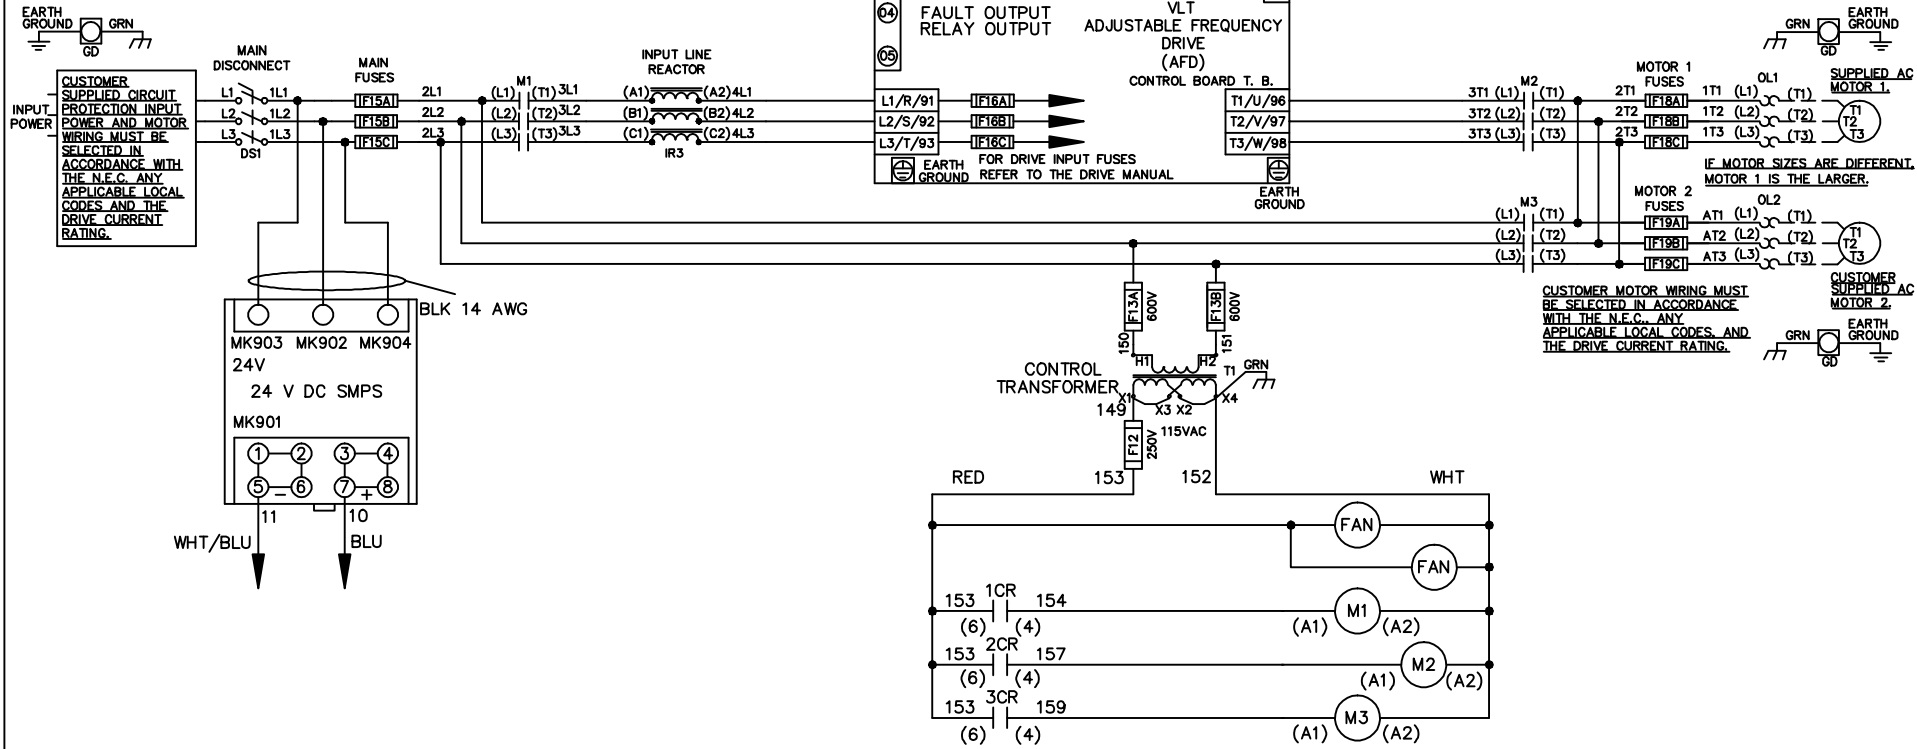 EARTH
GROUND
GRN
GD
MAIN
DISCONNECT
CUSTOMER
SUPPLIED CIRCUIT
PROTECTION INPUT
POWER AND MOTOR
WIRING MUST BE
SELECTED IN
ACCORDANCE WITH
THE N.E.C. ANY
APPLICABLE LOCAL
CODES AND THE
DRIVE CURRENT
RATING.
INPUT
POWER
L1 1L1
L2 1L2
L3 1L3
DS1
MAIN
FUSES
F15A
F15B
F15C
2L1
2L2
2L3
M1
(L1) (T1) 3L1
(L2) (T2) 3L2
(L3) (T3) 3L3
INPUT LINE
REACTOR
(A1) (A2) 4L1
(B1) (B2) 4L2
(C1) (C2) 4L3
IR3
04
05
FAULT OUTPUT
RELAY OUTPUT
VLT
ADJUSTABLE FREQUENCY
DRIVE
(AFD)
CONTROL BOARD T. B.
L1/R/91
L2/S/92
L3/T/93
F16A
F16B
F16C
T1/U/96
T2/V/97
T3/W/98
EARTH
GROUND
FOR DRIVE INPUT FUSES
REFER TO THE DRIVE MANUAL
EARTH
GROUND
M2
3T1 (L1) (T1)
3T2 (L2) (T2)
3T3 (L3) (T3)
MOTOR 1
FUSES
2T1 F18A 1T1 (L1)
2T2 F18B 1T2 (L2)
2T3 F18C 1T3 (L3)
OL1
(T1)
(T2)
(T3)
T1
T2
T3
GRN
GD
EARTH
GROUND
SUPPLIED AC
MOTOR 1.
IF MOTOR SIZES ARE DIFFERENT,
MOTOR 1 IS THE LARGER.
M3
(L1) (T1)
(L2) (T2)
(L3) (T3)
MOTOR 2
FUSES
F19A AT1 (L1)
F19B AT2 (L2)
F19C AT3 (L3)
OL2
(T1)
(T2)
(T3)
T1
T2
T3
CUSTOMER
SUPPLIED AC
MOTOR 2.
CUSTOMER MOTOR WIRING MUST
BE SELECTED IN ACCORDANCE
WITH THE N.E.C., ANY
APPLICABLE LOCAL CODES, AND
THE DRIVE CURRENT RATING.
GRN
GD
EARTH
GROUND
BLK 14 AWG
MK903 MK902 MK904
24V
24 V DC SMPS
MK901
1 2 3 4
5 - 6 7 + 8
11 10
WHT/BLU BLU
F13A
600V
F13B
600V
150
151
H1 H2
CONTROL
TRANSFORMER
T1 GRN
X1 X3 X2 X4
149
F12
250V
115VAC
RED 153 152 WHT
FAN
FAN
153 1CR 154
(6) (4)
(A1) M1 (A2)
153 2CR 157
(6) (4)
(A1) M2 (A2)
153 3CR 159
(6) (4)
(A1) M3 (A2)